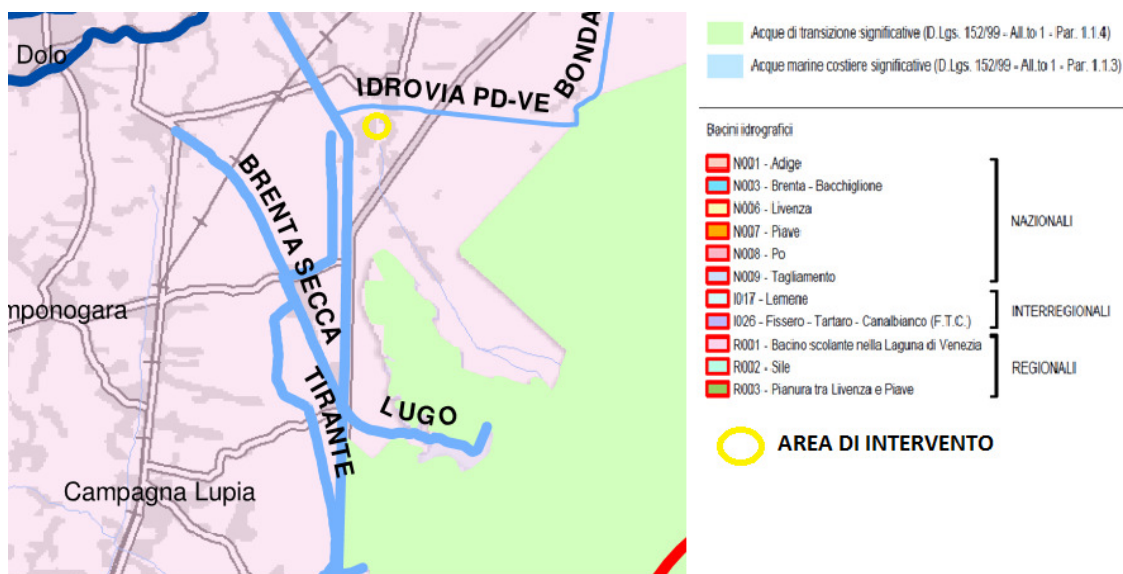 Dolo
IDROVIA PD-VE
BONDA
BRENTA SECCA
mponogara
TIRANTE
LUGO
Campagna Lupia
Acque di transizione significative (D.Lgs. 152/99 - All.to 1 - Par. 1.1.4)
Acque marine costiere significative (D.Lgs. 152/99 - All.to 1 - Par. 1.1.3)
Bacini idrografici
N001 - Adige
N003 - Brenta - Bacchiglione
N006 - Livenza
N007 - Piave
N008 - Po
N009 - Tagliamento
NAZIONALI
I017 - Lemene
I026 - Fissero - Tartaro - Canalbianco (F.T.C.)
INTERREGIONALI
R001 - Bacino scolante nella Laguna di Venezia
R002 - Sile
R003 - Pianura tra Livenza e Piave
REGIONALI
AREA DI INTERVENTO